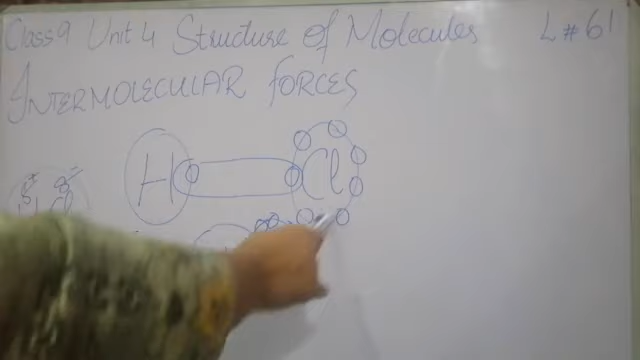 Class 9 Unit 4 Structure of Molecules L # 61
INTERMOLECULAR FORCES
H Cl